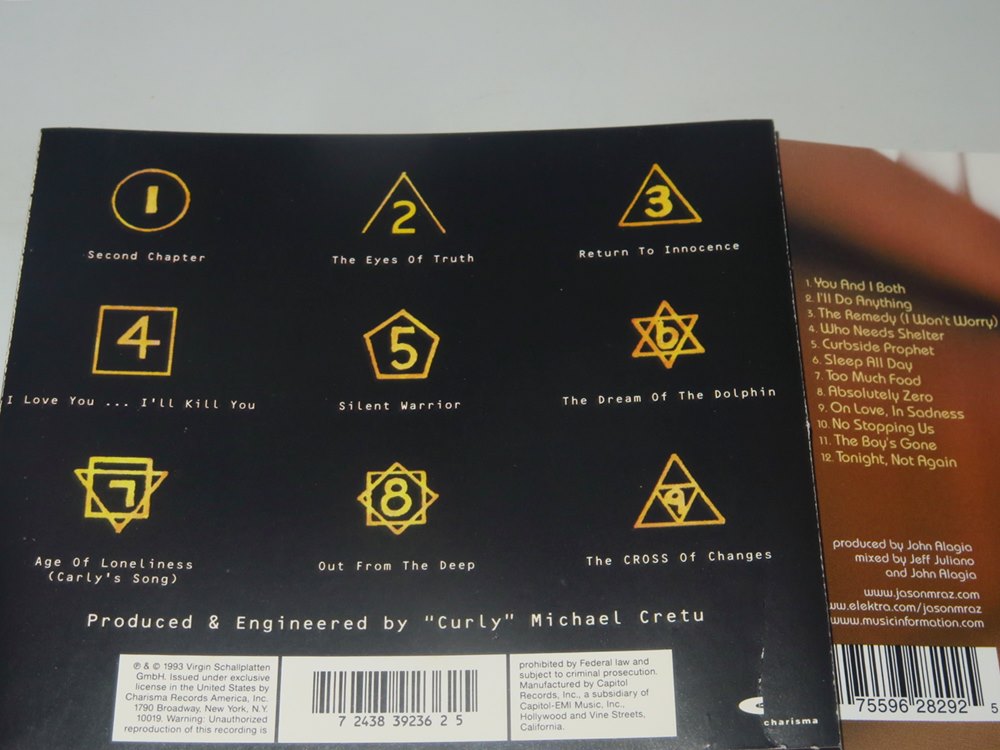 1
2
3
Second Chapter
The Eyes Of Truth
Return To Innocence
4
5
6
I Love You ... I'll Kill You
Silent Warrior
The Dream Of The Dolphin
7
8
9
Age Of Loneliness
(Carly's Song)
Out From The Deep
The CROSS Of Changes
Produced & Engineered by "Curly" Michael Cretu
℗ & © 1993 Virgin Schallplatten
GmbH. Issued under exclusive
license in the United States by
Charisma Records America, Inc.
1790 Broadway, New York, N.Y.
10019. Warning: Unauthorized
reproduction of this recording is
7 2438 39236 2 5
prohibited by Federal law and
subject to criminal prosecution.
Manufactured by Capitol
Records, Inc., a subsidiary of
Capitol-EMI Music, Inc.,
Hollywood and Vine Streets,
California.
charisma
1. You And I Both
2. I'll Do Anything
3. The Remedy (I Won't Worry)
4. Who Needs Shelter
5. Curbside Prophet
6. Sleep All Day
7. Too Much Food
8. Absolutely Zero
9. On Love, In Sadness
10. No Stopping Us
11. The Boy's Gone
12. Tonight, Not Again
produced by John Alagia
mixed by Jeff Juliano
and John Alagia
www.jasonmraz.com
ww.elektra.com/jasonmraz
www.musicinformation.com
75596 28292 5